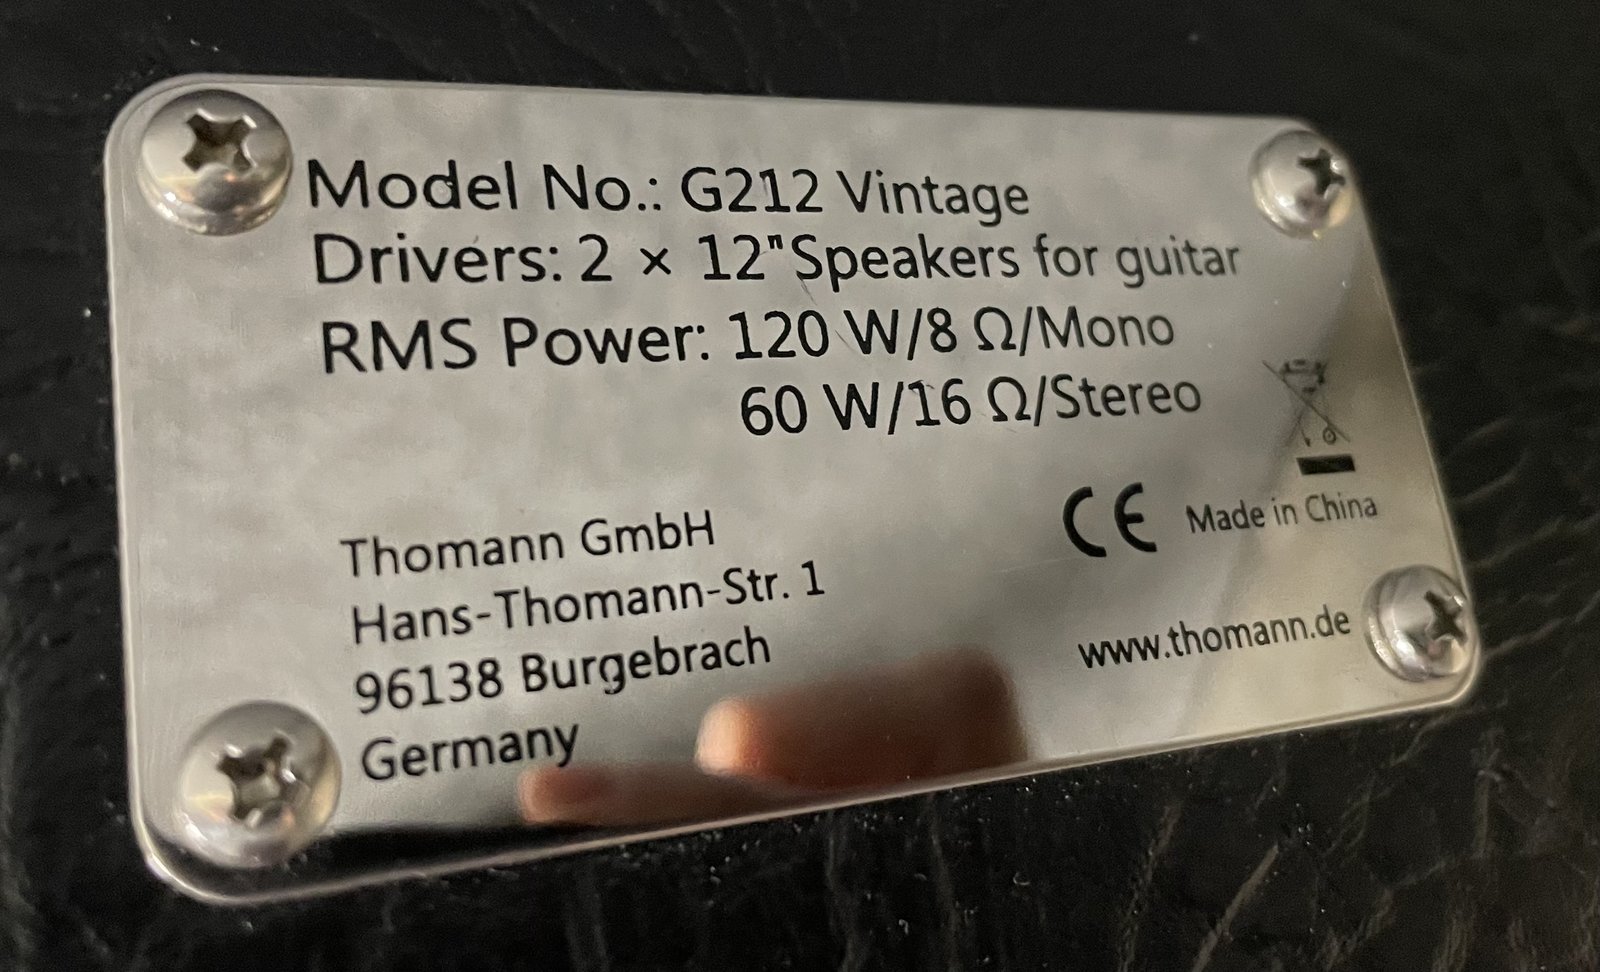 Model No.: G212 Vintage
Drivers: 2 × 12"Speakers for guitar
RMS Power: 120 W/8 Ω/Mono
60 W/16 Ω/Stereo
Thomann GmbH
Hans-Thomann-Str. 1
96138 Burgebrach
Germany
CE Made in China
www.thomann.de